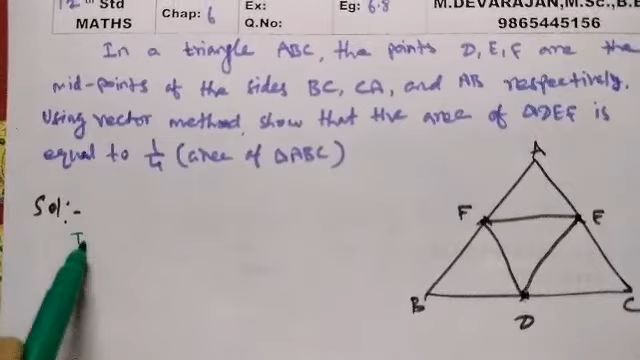 12th Std
MATHS
Chap: 6
Ex:
Q.No:
Eg: 6.8
M.DEVARAJAN,M.Sc.,B.E
9865445156
In a triangle ABC, the points D, E, F are the
mid-points of the sides BC, CA, and AB respectively.
Using vector method, show that the area of ΔDEF is
equal to 1/4 (area of ΔABC)
Sol:-
A
F
E
B
D
C